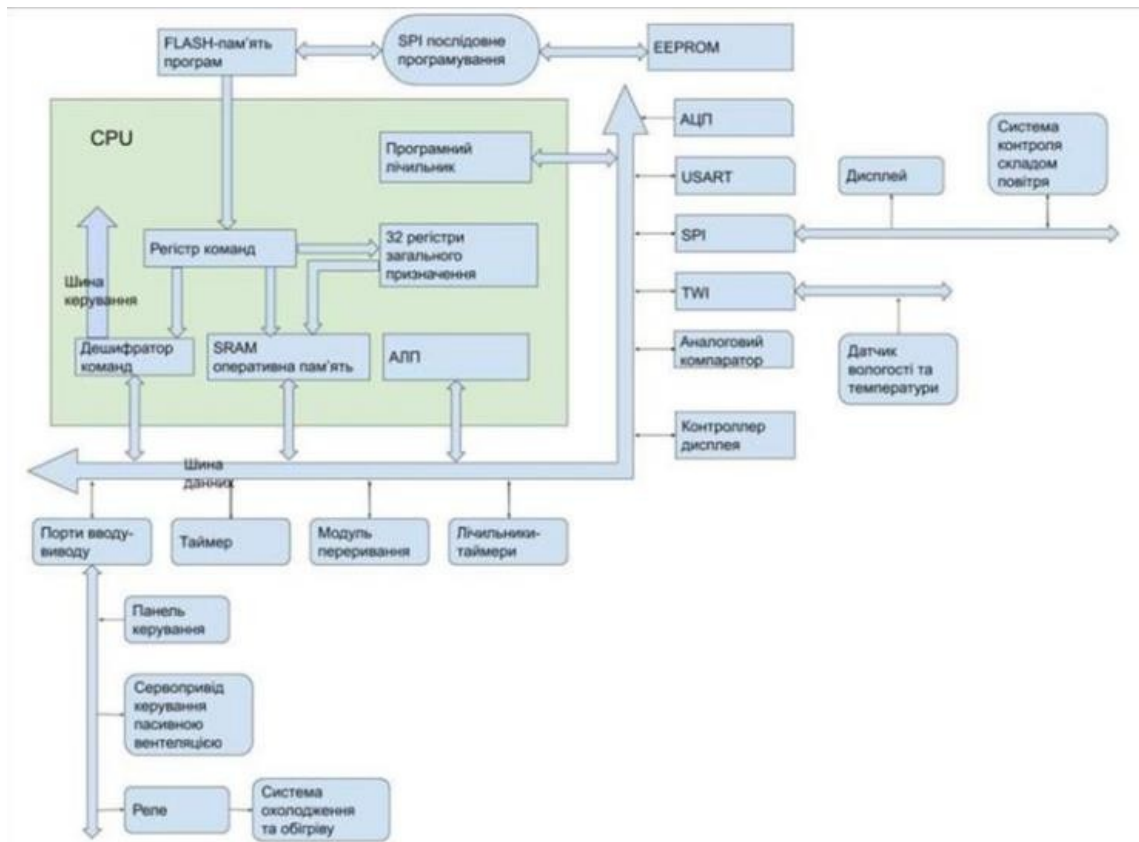 FLASH-пам'ять
програм
SPI послідовне
програмування
EEPROM
CPU
Програмний
лічильник
АЦП
USART
SPI
TWI
Аналоговий
компаратор
Контроллер
дисплея
Дисплей
Система
контроля
складом
повітря
Датчик
вологості та
температури
Регістр команд
32 регістри
загального
призначення
Шина
керування
Дешифратор
команд
SRAM
оперативна пам'ять
АЛП
Шина
данних
Порти вводу-
виводу
Таймер
Модуль
переривання
Лічильники-
таймери
Панель
керування
Сервопривід
керування
пасивною
вентеляцією
Реле
Система
охолодження
та обігріву